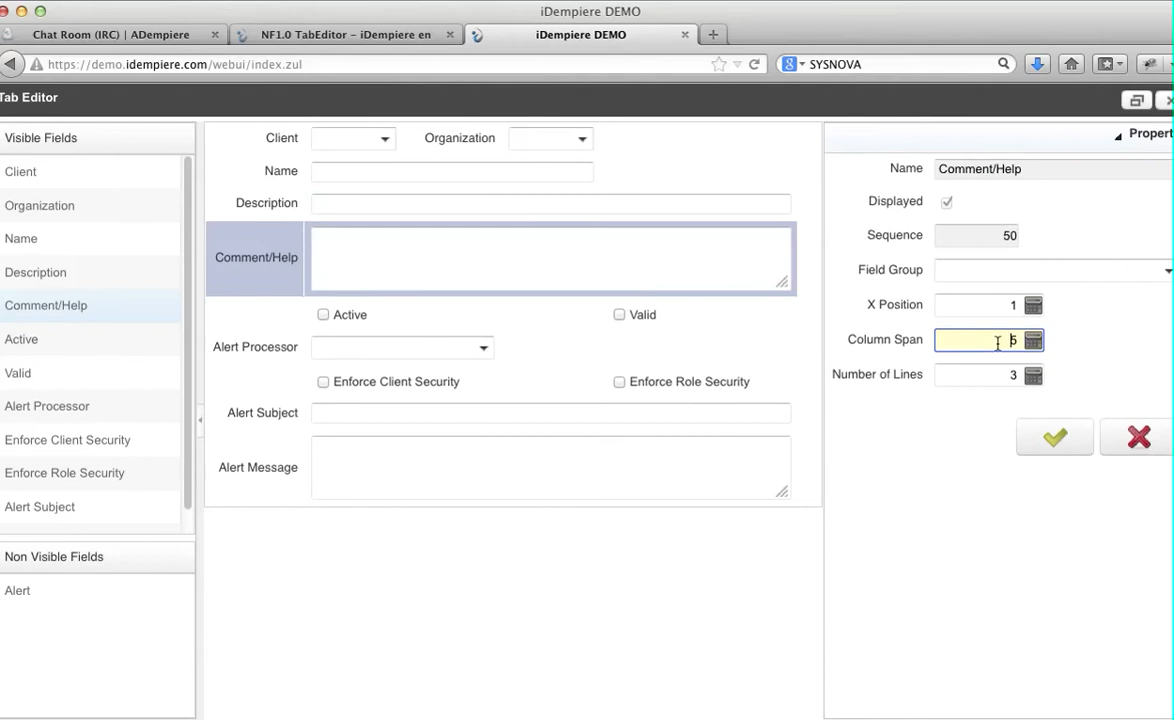 iDempiere DEMO
Chat Room (IRC) | ADempiere
NF1.0 TabEditor - iDempiere en
iDempiere DEMO
https://demo.idempiere.com/webui/index.zul
SYSNOVA
Tab Editor
Visible Fields
Client
Organization
Name
Description
Comment/Help
Active
Valid
Alert Processor
Enforce Client Security
Enforce Role Security
Alert Subject
Non Visible Fields
Alert
Client
Organization
Name
Description
Comment/Help
Active
Valid
Alert Processor
Enforce Client Security
Enforce Role Security
Alert Subject
Alert Message
Propert
Name Comment/Help
Displayed
Sequence 50
Field Group
X Position 1
Column Span 5
Number of Lines 3